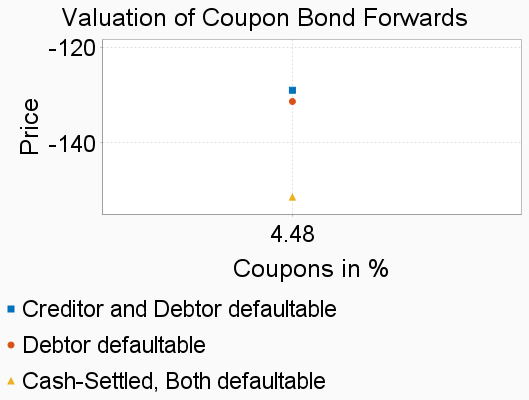 Valuation of Coupon Bond Forwards
-120
-140
Price
4.48
Coupons in %
Creditor and Debtor defaultable
Debtor defaultable
Cash-Settled, Both defaultable